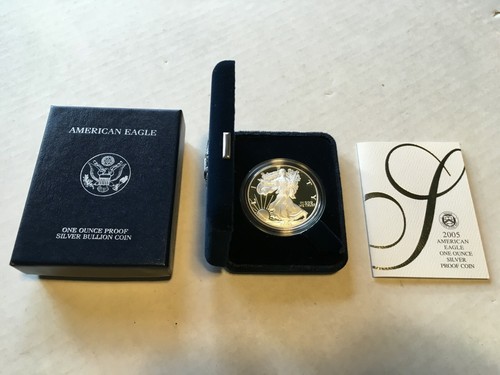 AMERICAN EAGLE
ONE OUNCE PROOF
SILVER BULLION COIN
2005
AMERICAN
EAGLE
ONE OUNCE
SILVER
PROOF COIN